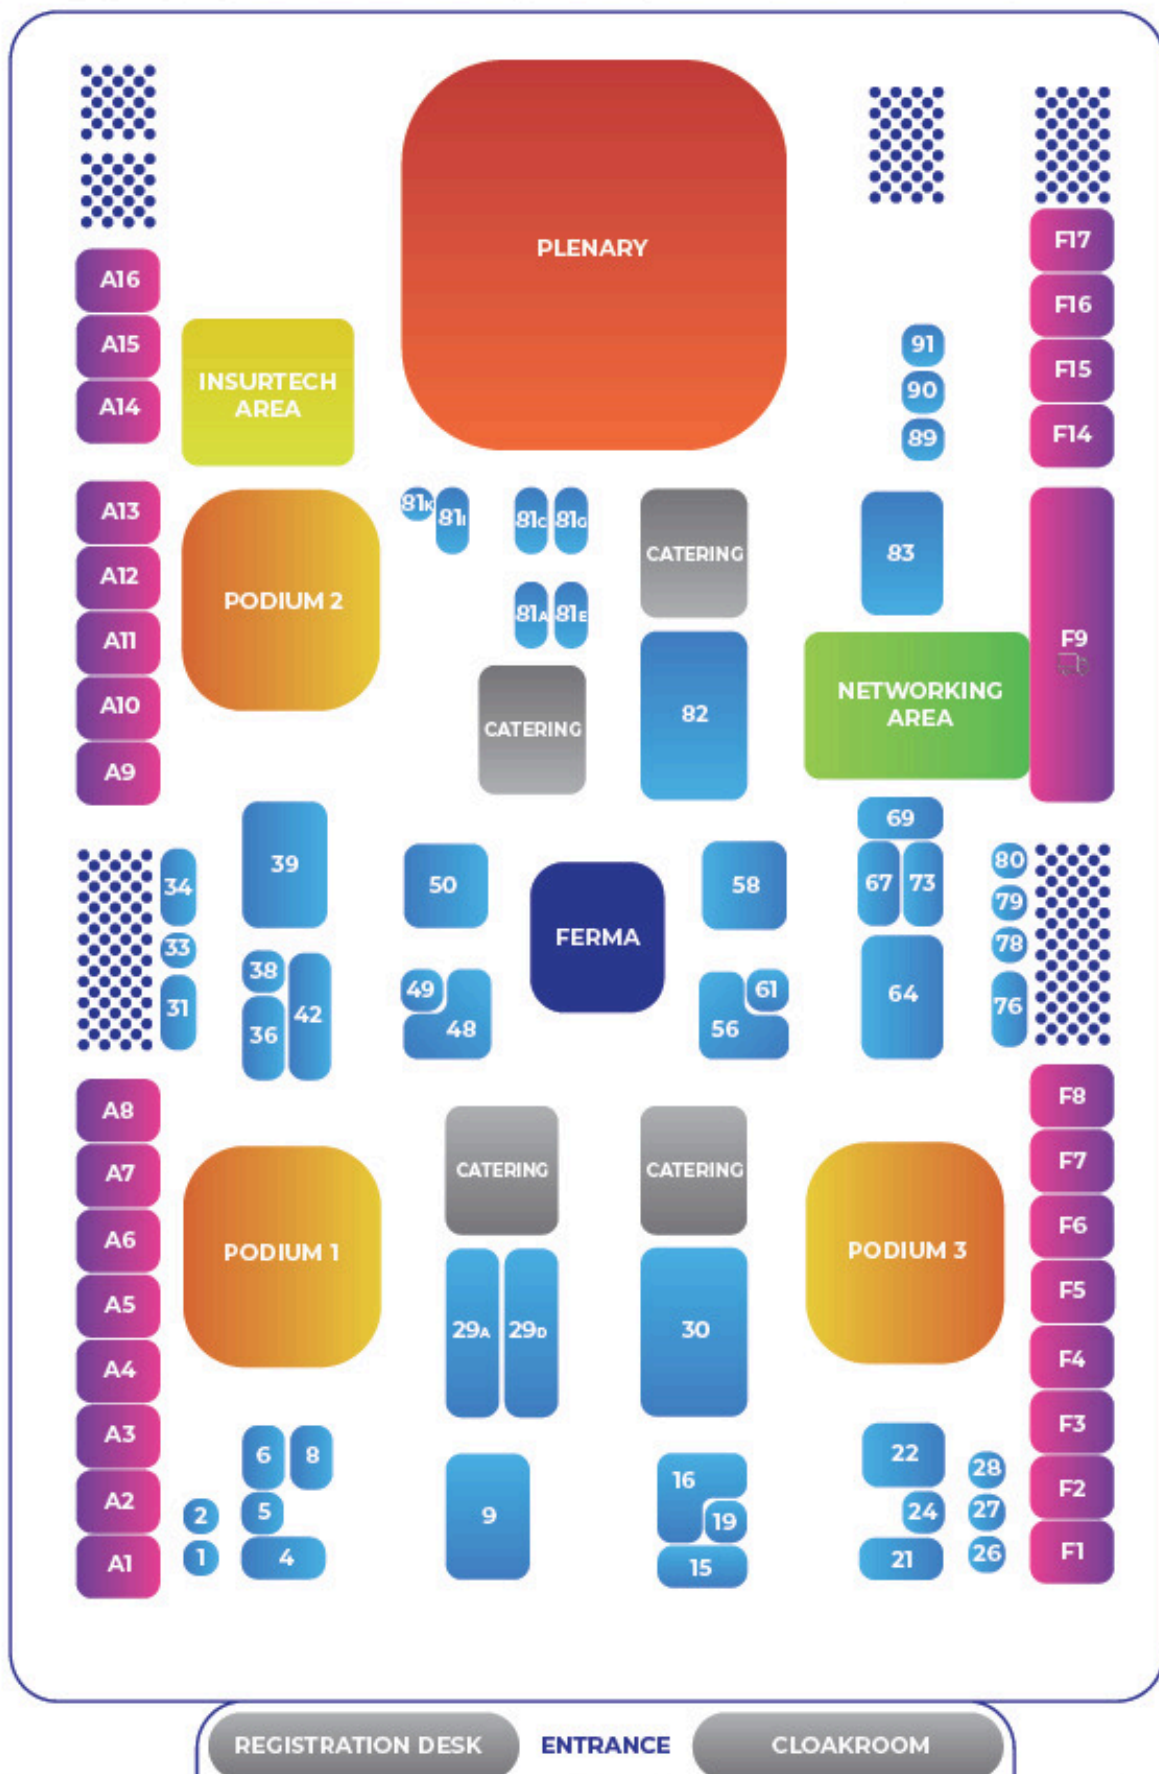 PLENARY
F17
A16
F16
A15
91
F15
INSURTECH
AREA
90
A14
89
F14
A13
81K
81I
81C
81G
CATERING
83
A12
PODIUM 2
81A
81E
A11
F9
NETWORKING
AREA
A10
82
CATERING
A9
69
39
50
58
67
73
80
34
79
FERMA
33
78
38
49
61
64
31
42
76
36
48
56
A8
F8
A7
CATERING
CATERING
F7
A6
F6
PODIUM 1
PODIUM 3
A5
F5
29A
29D
30
A4
F4
A3
F3
6
8
22
28
16
A2
F2
2
5
9
19
24
27
1
4
15
21
26
A1
F1
REGISTRATION DESK
ENTRANCE
CLOAKROOM